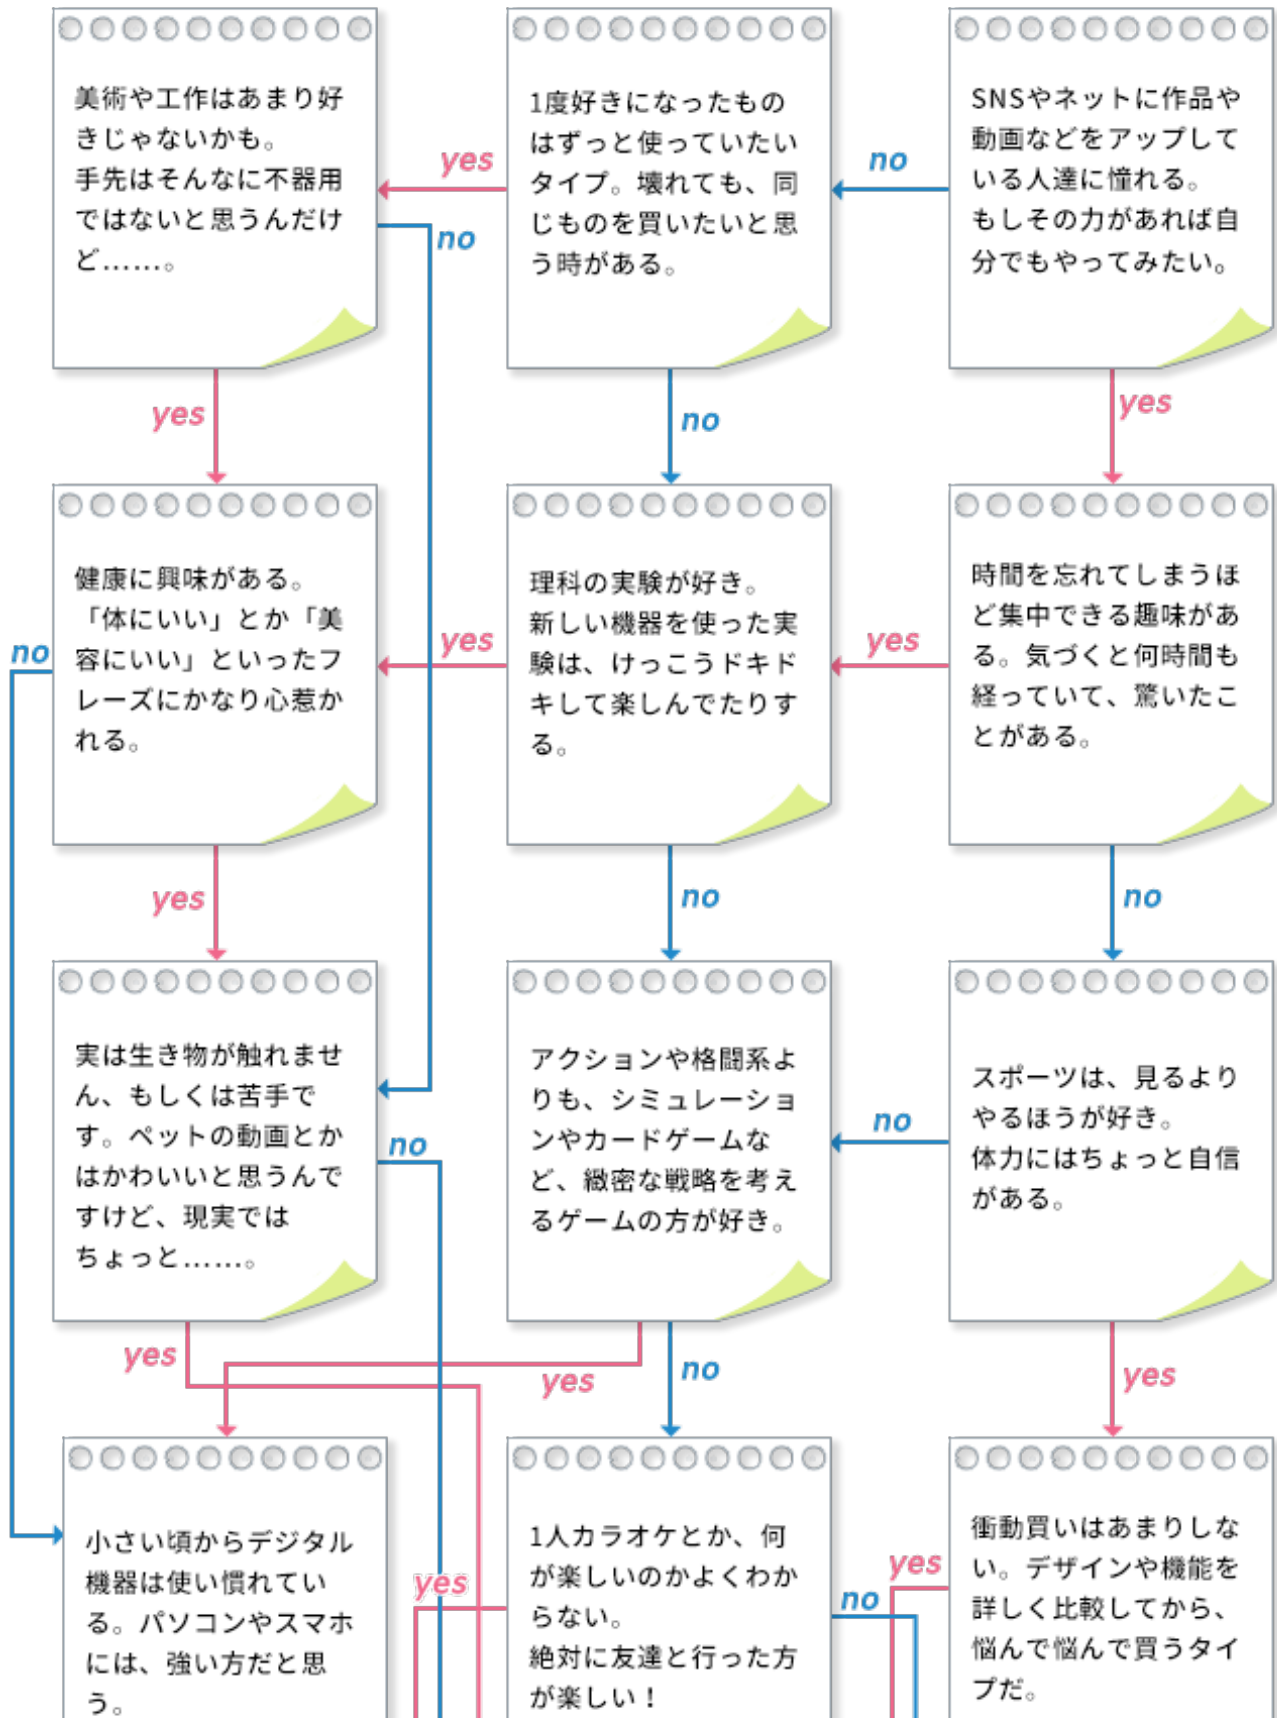 美術や工作はあまり好
きじゃないかも。
手先はそんなに不器用
ではないと思うんだけ
ど……。
yes
1度好きになったもの
はずっと使っていたい
タイプ。壊れても、同
じものを買いたいと思
う時がある。
no
SNSやネットに作品や
動画などをアップして
いる人達に憧れる。
もしその力があれば自
分でもやってみたい。
no
yes
no
yes
健康に興味がある。
「体にいい」とか「美
容にいい」といったフ
レーズにかなり心惹か
れる。
no
yes
理科の実験が好き。
新しい機器を使った実
験は、けっこうドキド
キして楽しんでたりす
る。
yes
時間を忘れてしまうほ
ど集中できる趣味があ
る。気づくと何時間も
経っていて、驚いたこ
とがある。
yes
no
no
実は生き物が触れませ
ん、もしくは苦手で
す。ペットの動画とか
はかわいいと思うんで
すけど、現実では
ちょっと……。
no
アクションや格闘系よ
りも、シミュレーショ
ンやカードゲームな
ど、緻密な戦略を考え
るゲームの方が好き。
no
スポーツは、見るより
やるほうが好き。
体力にはちょっと自信
がある。
yes
yes
no
yes
小さい頃からデジタル
機器は使い慣れてい
る。パソコンやスマホ
には、強い方だと思
う。
yes
1人カラオケとか、何
が楽しいのかよくわか
らない。
絶対に友達と行った方
が楽しい！
no
yes
衝動買いはあまりしな
い。デザインや機能を
詳しく比較してから、
悩んで悩んで買うタイ
プだ。